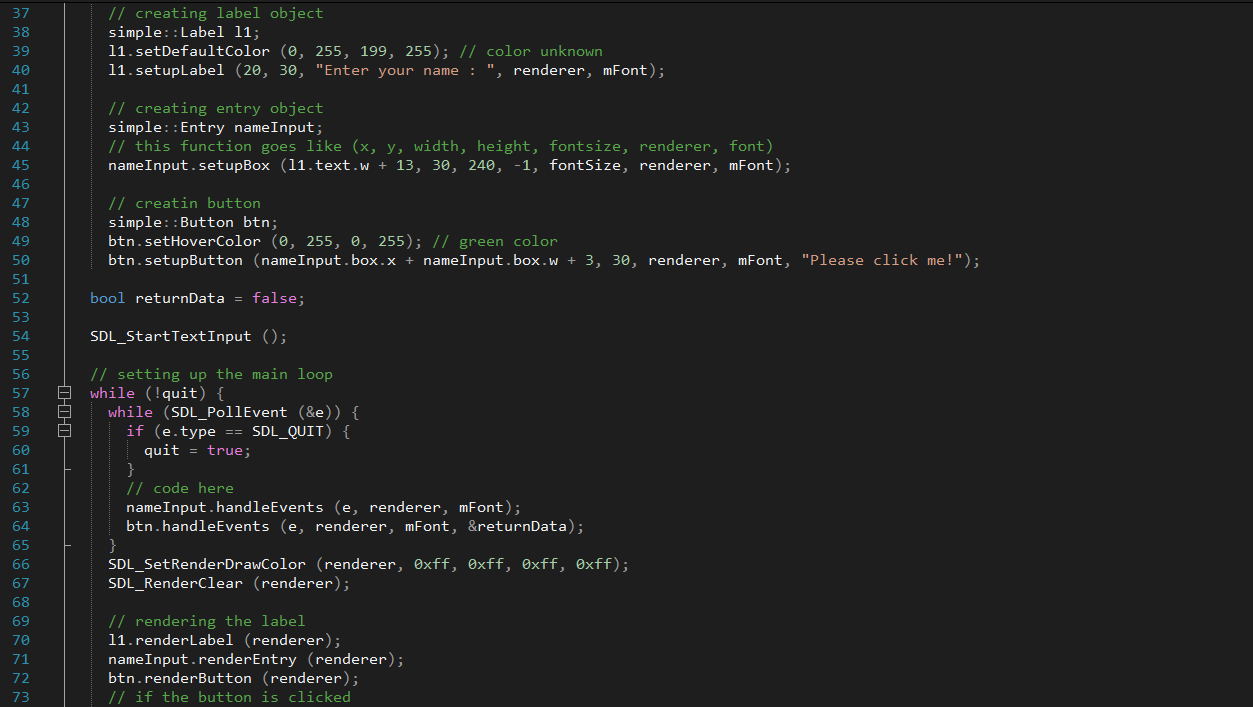 37 // creating label object
38 simple::Label l1;
39 l1.setDefaultColor (0, 255, 199, 255); // color unknown
40 l1.setupLabel (20, 30, "Enter your name : ", renderer, mFont);
41
42 // creating entry object
43 simple::Entry nameInput;
44 // this function goes like (x, y, width, height, fontsize, renderer, font)
45 nameInput.setupBox (l1.text.w + 13, 30, 240, -1, fontSize, renderer, mFont);
46
47 // creatin button
48 simple::Button btn;
49 btn.setHoverColor (0, 255, 0, 255); // green color
50 btn.setupButton (nameInput.box.x + nameInput.box.w + 3, 30, renderer, mFont, "Please click me!");
51
52 bool returnData = false;
53
54 SDL_StartTextInput ();
55
56 // setting up the main loop
57 while (!quit) {
58 while (SDL_PollEvent (&e)) {
59 if (e.type == SDL_QUIT) {
60 quit = true;
61 }
62 // code here
63 nameInput.handleEvents (e, renderer, mFont);
64 btn.handleEvents (e, renderer, mFont, &returnData);
65 }
66 SDL_SetRenderDrawColor (renderer, 0xff, 0xff, 0xff, 0xff);
67 SDL_RenderClear (renderer);
68
69 // rendering the label
70 l1.renderLabel (renderer);
71 nameInput.renderEntry (renderer);
72 btn.renderButton (renderer);
73 // if the button is clicked